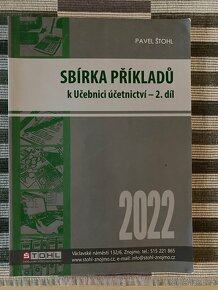 PAVEL ŠTOHL
SBÍRKA PŘÍKLADŮ
k Učebnici účetnictví – 2. díl
2022
ŠTOHL
Václavské náměstí 132/6, Znojmo, tel.: 515 221 865
www.stohl-znojmo.cz, e-mail: info@stohl-znojmo.cz